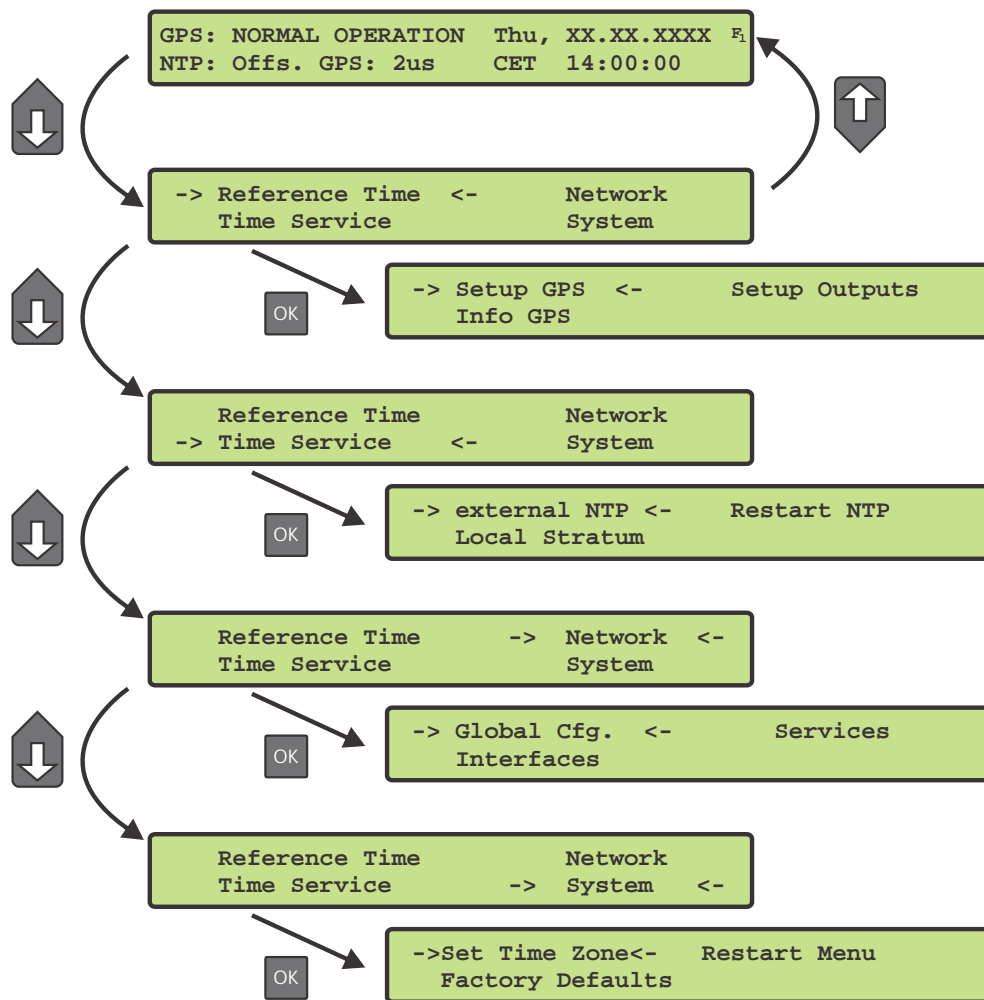 GPS: NORMAL OPERATION Thu, XX.XX.XXXX F1
NTP: Offs. GPS: 2us CET 14:00:00
-> Reference Time <- Network
Time Service System
OK
-> Setup GPS <- Setup Outputs
Info GPS
Reference Time Network
-> Time Service <- System
OK
-> external NTP <- Restart NTP
Local Stratum
Reference Time -> Network <-
Time Service System
OK
-> Global Cfg. <- Services
Interfaces
Reference Time Network
Time Service -> System <-
OK
->Set Time Zone<- Restart Menu
Factory Defaults